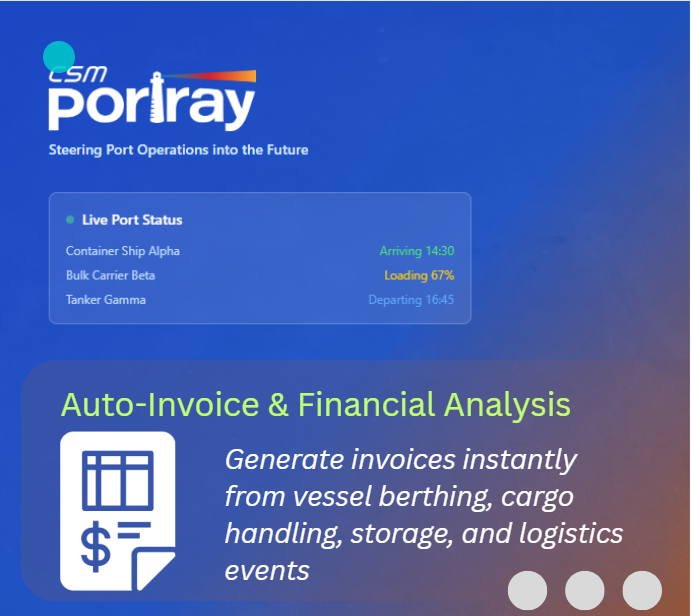 csm
portray
Steering Port Operations into the Future
Live Port Status
Container Ship Alpha Arriving 14:30
Bulk Carrier Beta Loading 67%
Tanker Gamma Departing 16:45
Auto-Invoice & Financial Analysis
Generate invoices instantly
from vessel berthing, cargo
handling, storage, and logistics
events
$